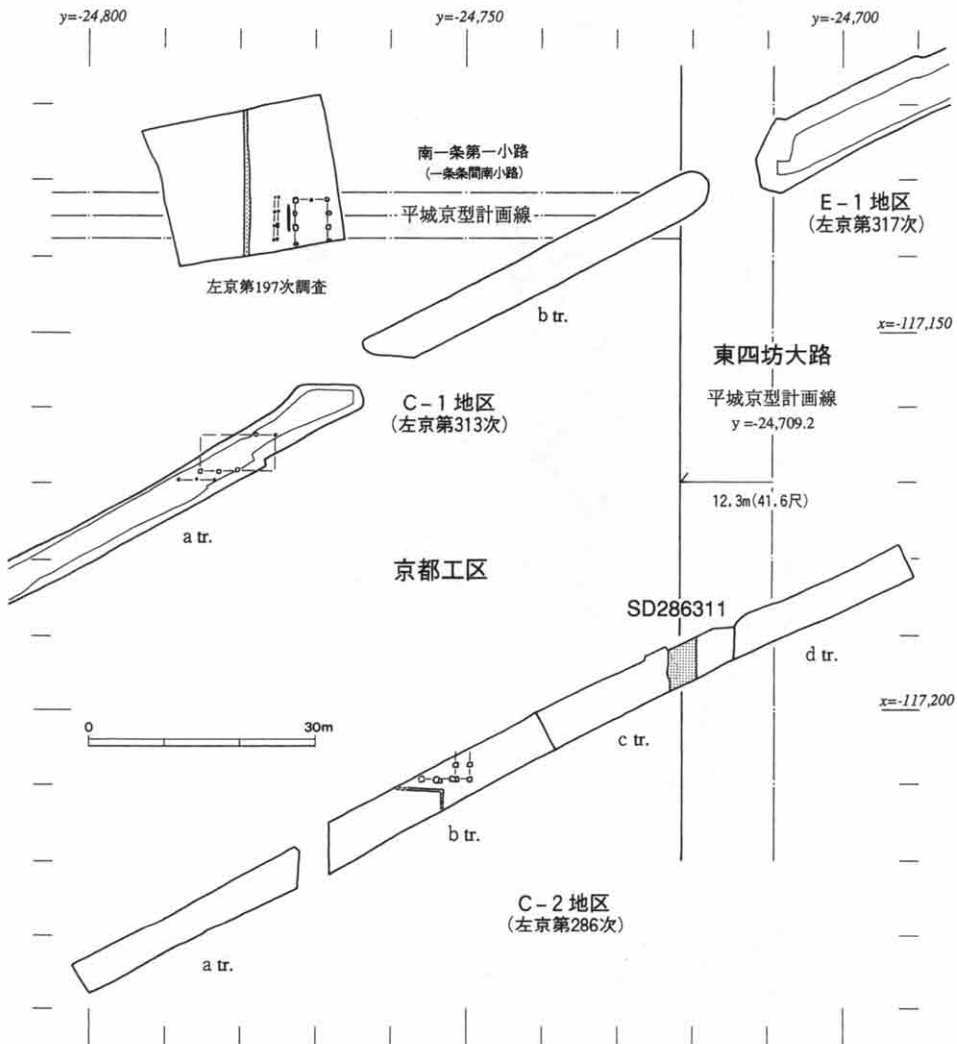 y=-24,800
y=-24,750
y=-24,700
南一条第一小路
(一条条間南小路)
平城京型計画線
E-1地区
(左京第317次)
左京第197次調査
b tr.
x=-117,150
東四坊大路
平城京型計画線
y=-24,709.2
C-1地区
(左京第313次)
12.3m(41.6尺)
a tr.
京都工区
SD286311
d tr.
x=-117,200
0
30m
c tr.
b tr.
C-2地区
(左京第286次)
a tr.